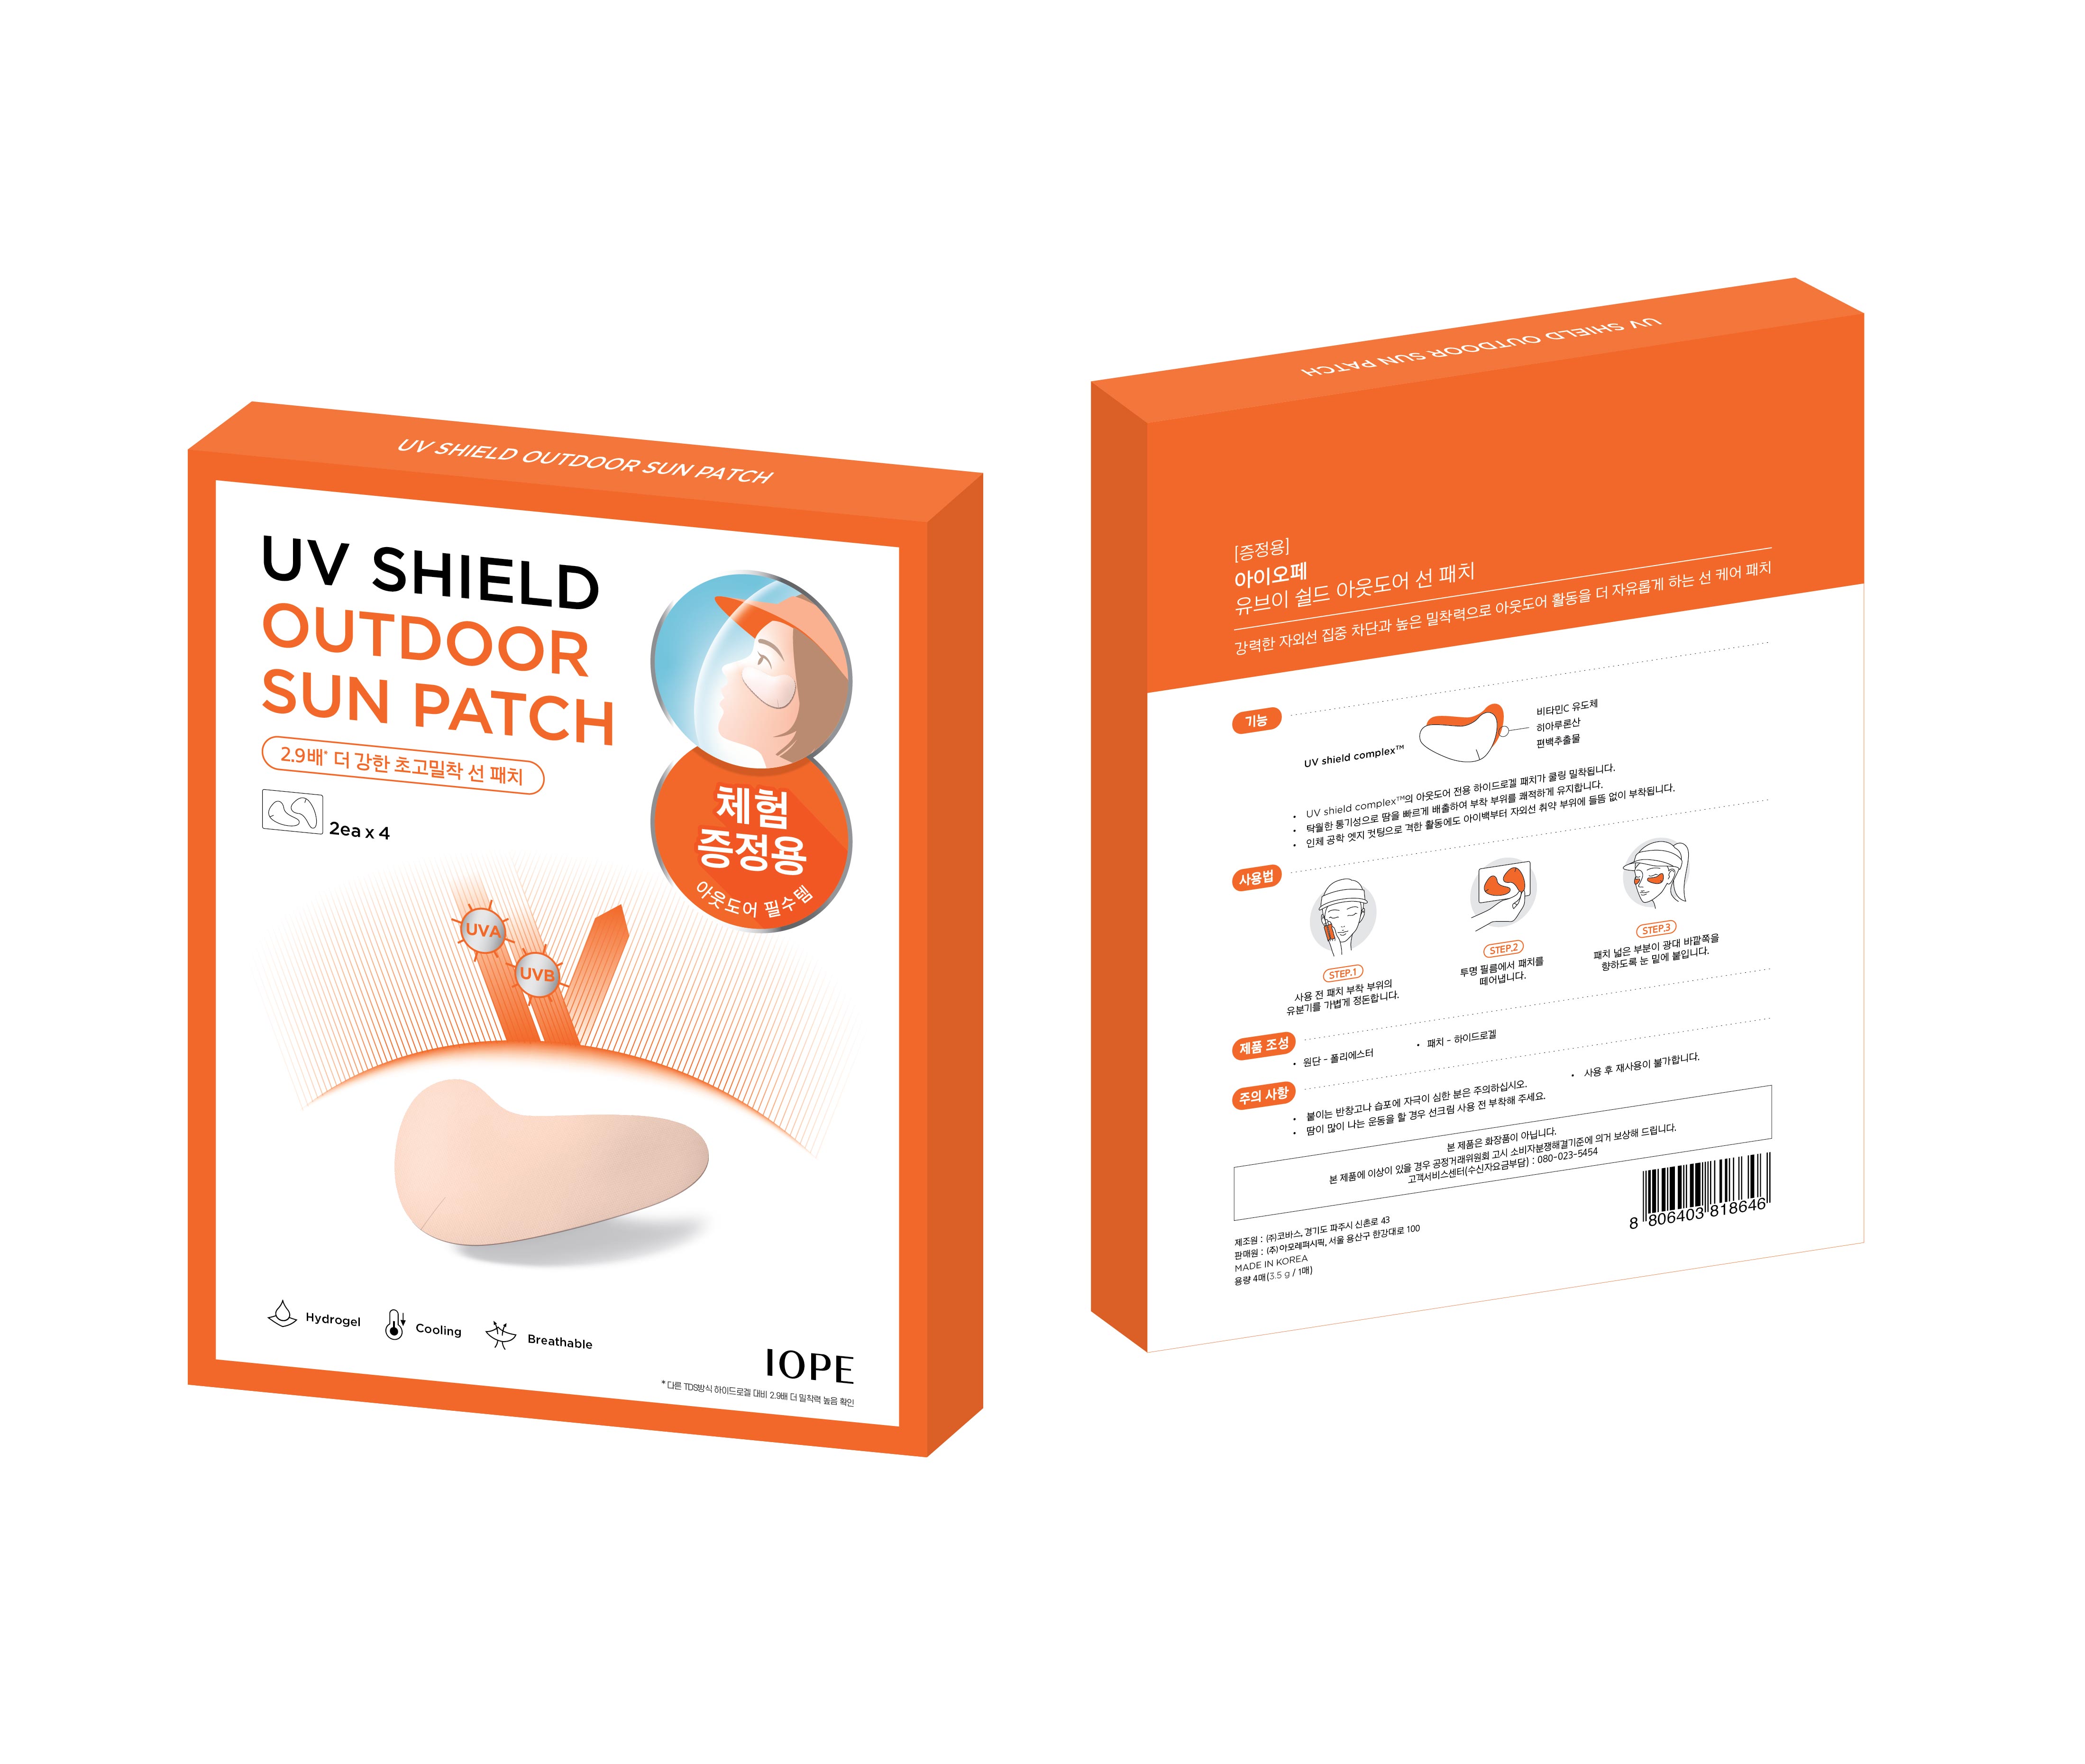 UV SHIELD OUTDOOR SUN PATCH
UV SHIELD
OUTDOOR
SUN PATCH
2.9배* 더 강한 초고밀착 선 패치
2ea x 4
체험
증정용
아웃도어 필수템
UVA
UVB
Hydrogel
Cooling
Breathable
IOPE
* 다른 TDS방식 하이드로겔 대비 2.9배 더 밀착력 높음 확인
UV SHIELD OUTDOOR SUN PATCH
[증정용]
아이오페
유브이 쉴드 아웃도어 선 패치
강력한 자외선 집중 차단과 높은 밀착력으로 아웃도어 활동을 더 자유롭게 하는 선 케어 패치
기능
UV shield complex™
비타민C 유도체
히아루론산
편백추출물
• UV shield complex™의 아웃도어 전용 하이드로겔 패치가 쿨링 밀착됩니다.
• 탁월한 통기성으로 땀을 빠르게 배출하여 부착 부위를 쾌적하게 유지합니다.
• 인체 공학 엣지 컷팅으로 격한 활동에도 아이백부터 자외선 취약 부위에 들뜸 없이 부착됩니다.
사용법
STEP.1
사용 전 패치 부착 부위의
유분기를 가볍게 정돈합니다.
STEP.2
투명 필름에서 패치를
떼어냅니다.
STEP.3
패치 넓은 부분이 광대 바깥쪽을
향하도록 눈 밑에 붙입니다.
제품 조성
• 원단 - 폴리에스터
• 패치 - 하이드로겔
주의 사항
• 붙이는 반창고나 습포에 자극이 심한 분은 주의하십시오.
• 땀이 많이 나는 운동을 할 경우 선크림 사용 전 부착해 주세요.
• 사용 후 재사용이 불가합니다.
본 제품은 화장품이 아닙니다.
본 제품에 이상이 있을 경우 공정거래위원회 고시 소비자분쟁해결기준에 의거 보상해 드립니다.
고객서비스센터(수신자요금부담) : 080-023-5454
제조원 : (주)코바스, 경기도 파주시 신촌로 43
판매원 : (주)아모레퍼시픽, 서울 용산구 한강대로 100
MADE IN KOREA
용량 4매(3.5 g / 1매)
8 806403 818646